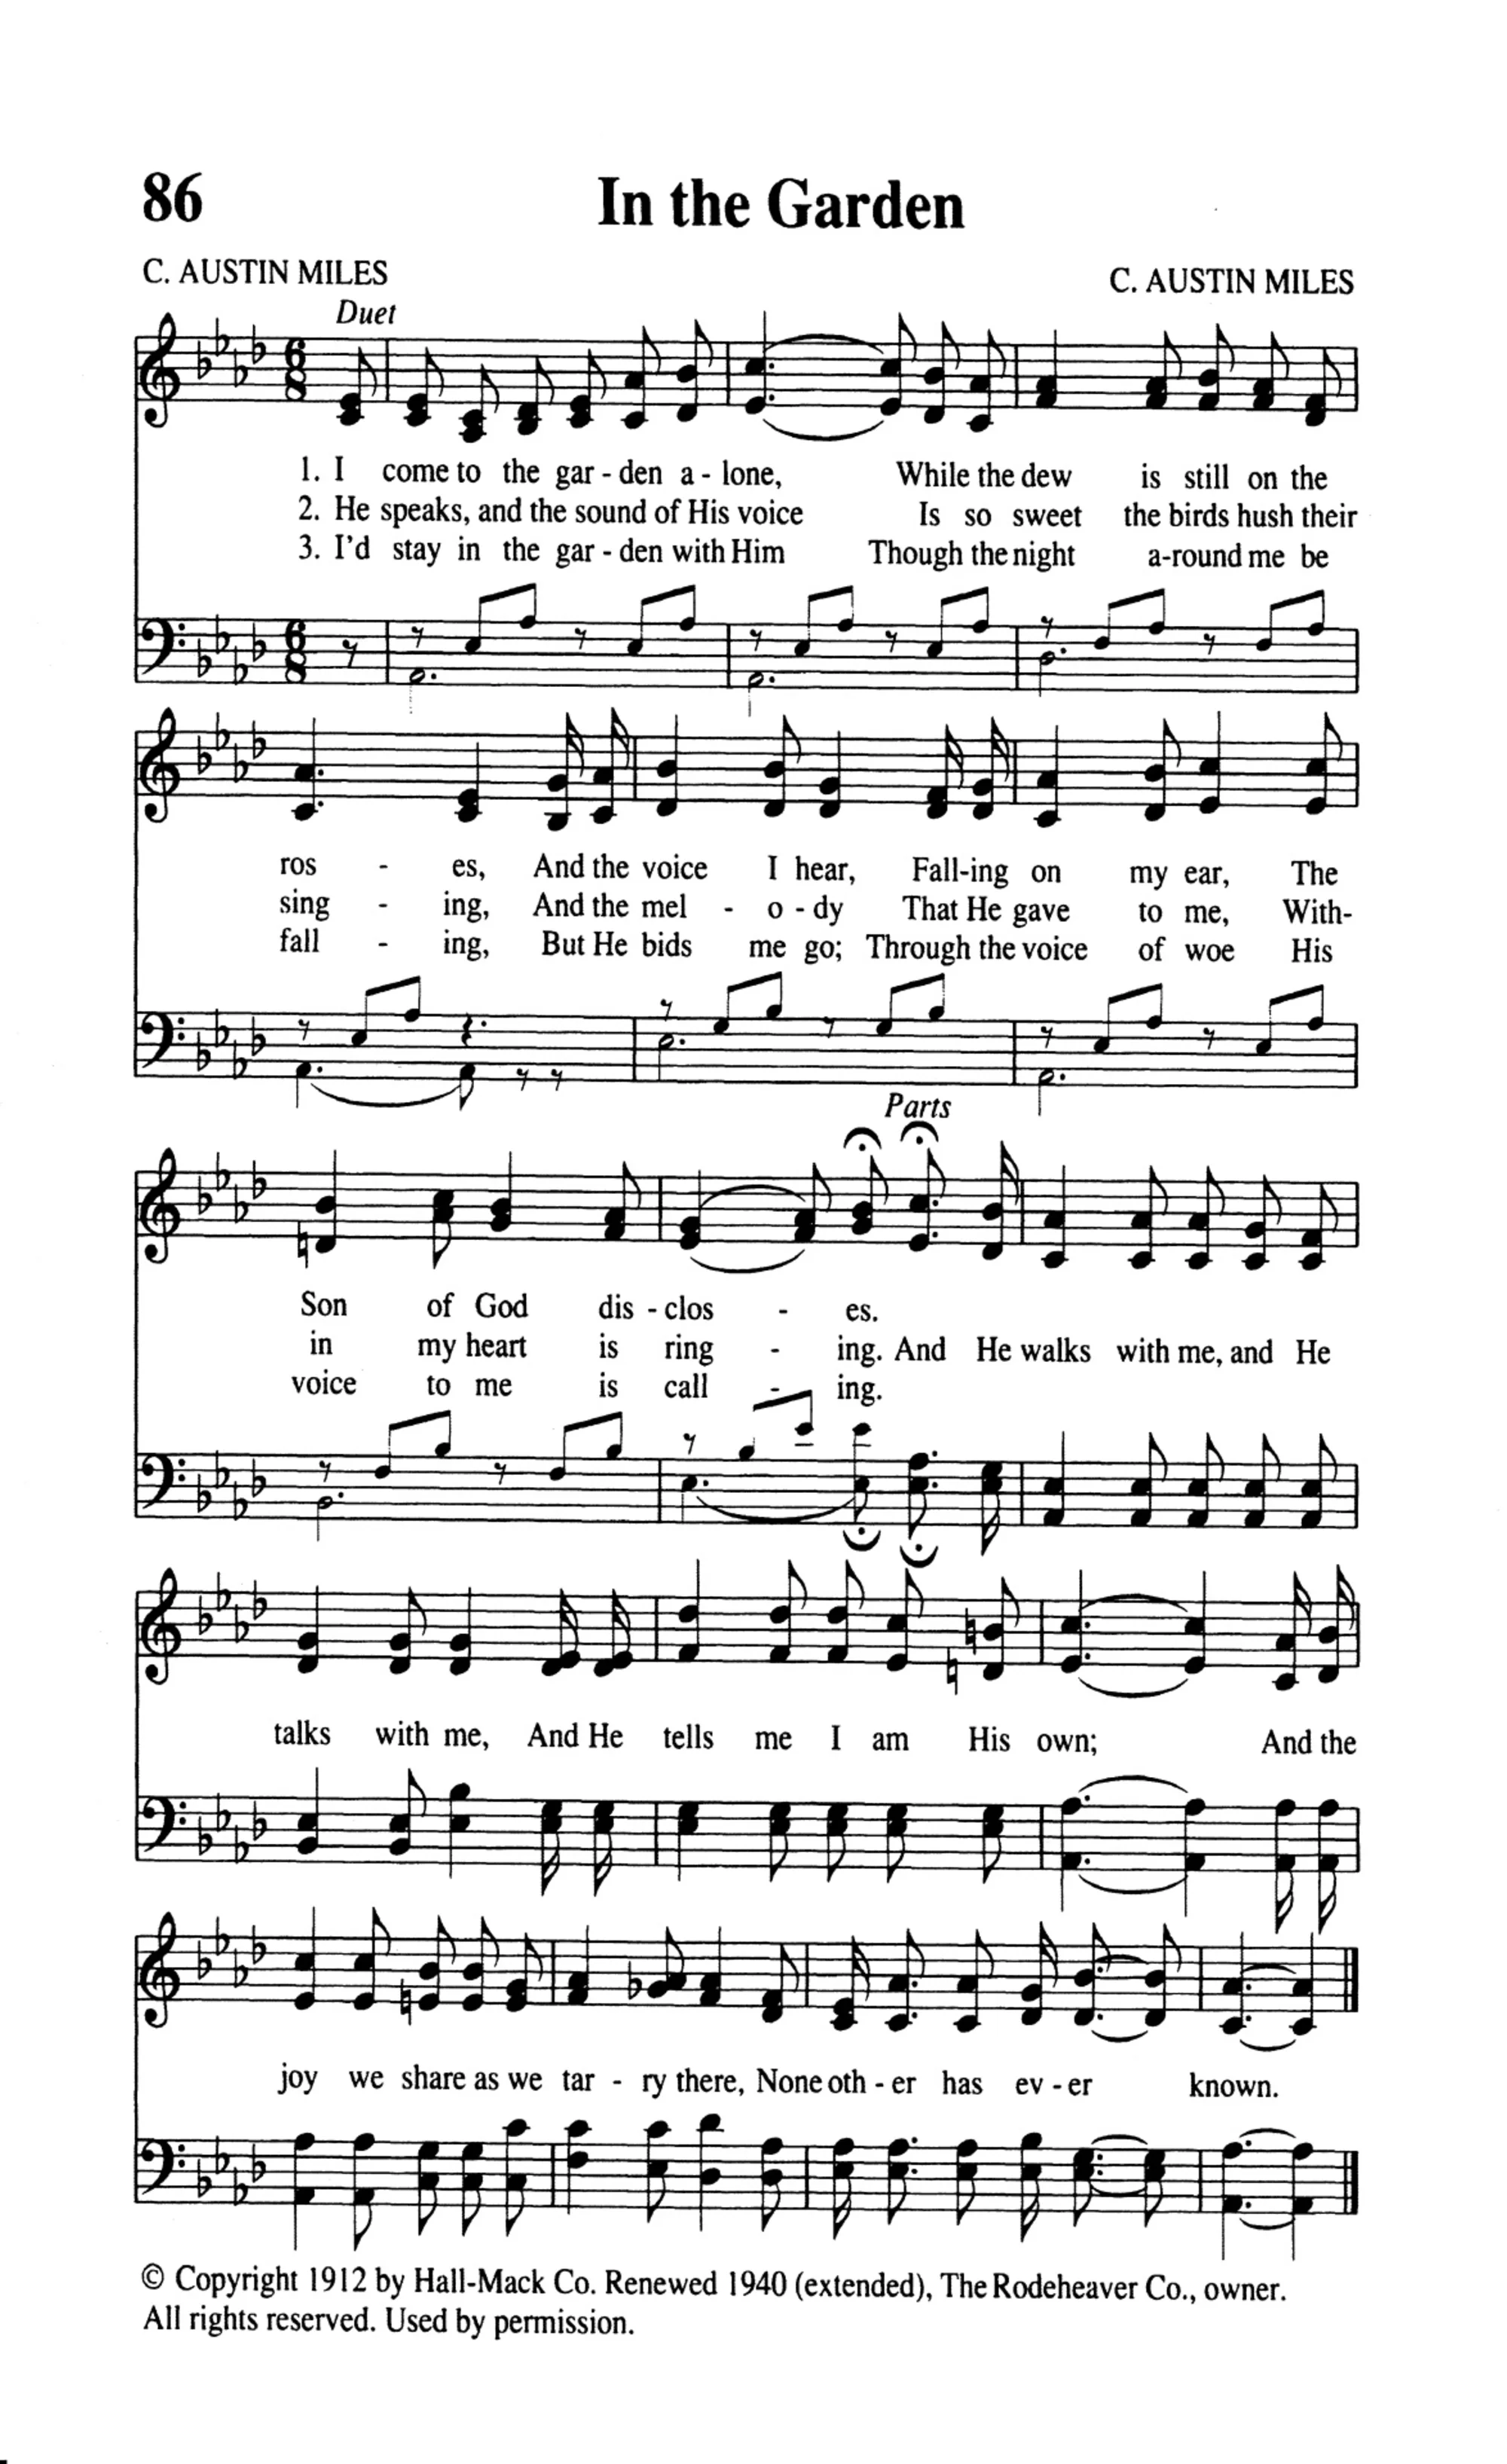 86
In the Garden
C. AUSTIN MILES
C. AUSTIN MILES
Duet
1. I come to the gar - den a - lone, While the dew is still on the
2. He speaks, and the sound of His voice Is so sweet the birds hush their
3. I'd stay in the gar - den with Him Though the night a-round me be
ros - es, And the voice I hear, Fall-ing on my ear, The
sing - ing, And the mel - o - dy That He gave to me, With-
fall - ing, But He bids me go; Through the voice of woe His
Parts
Son of God dis - clos - es.
in my heart is ring - ing. And He walks with me, and He
voice to me is call - ing.
talks with me, And He tells me I am His own; And the
joy we share as we tar - ry there, None oth - er has ev - er known.
© Copyright 1912 by Hall-Mack Co. Renewed 1940 (extended), The Rodeheaver Co., owner.
All rights reserved. Used by permission.